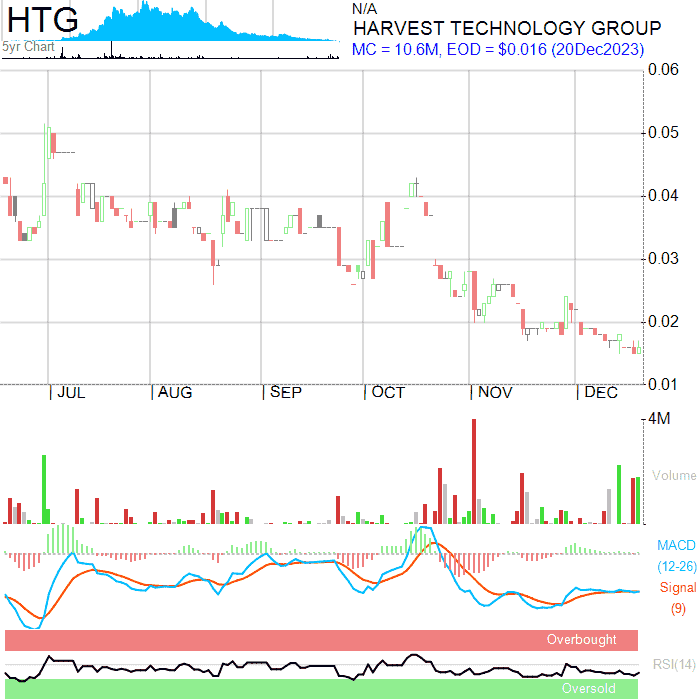 HTG
5yr Chart
N/A
HARVEST TECHNOLOGY GROUP
MC = 10.6M, EOD = $0.016 (20Dec2023)
0.06
0.05
0.04
0.03
0.02
0.01
JUL AUG SEP OCT NOV DEC
4M
Volume
MACD
(12-26)
Signal
(9)
Overbought
RSI(14)
Oversold